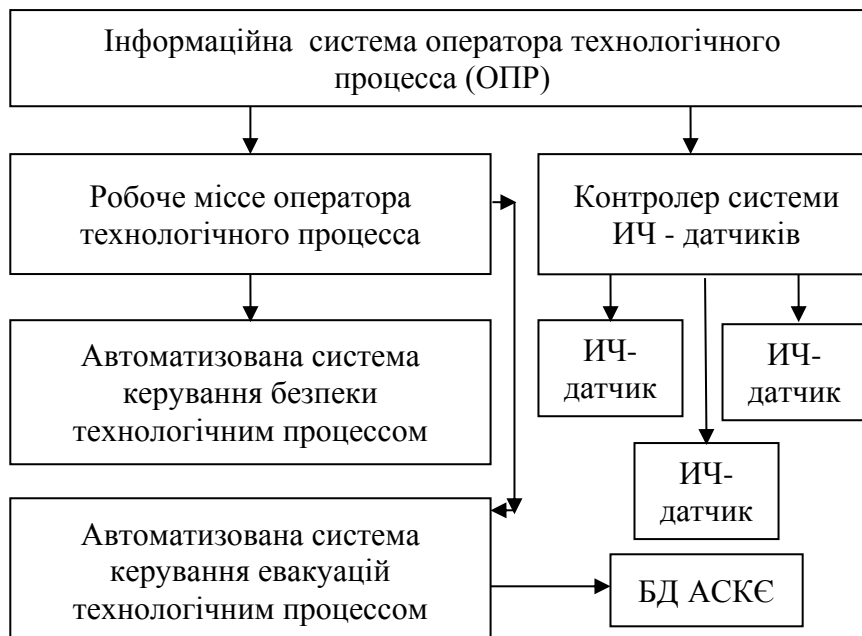 Інформаційна система оператора технологічного
процесса (ОПР)
Робоче міссе оператора
технологічного процесса
Контролер системи
ИЧ - датчиків
Автоматизована система
керування безпеки
технологічним процессом
ИЧ-
датчик
ИЧ-
датчик
ИЧ-
датчик
Автоматизована система
керування евакуацій
технологічним процессом
БД АСКЄ